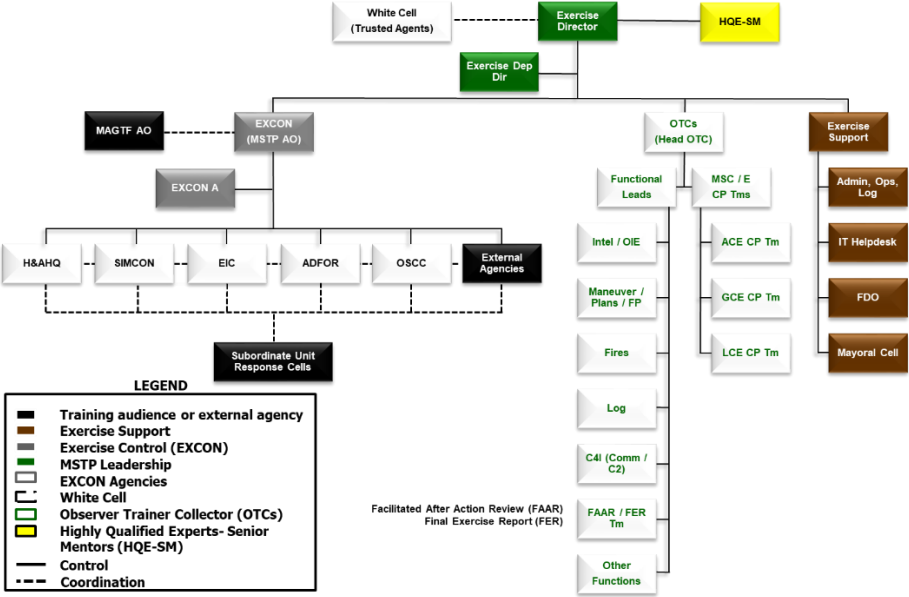 White Cell
(Trusted Agents)
Exercise
Director
HQE-SM
Exercise Dep
Dir
MAGTF AO
EXCON
(MSTP AO)
OTCs
(Head OTC)
Exercise
Support
EXCON A
Functional
Leads
MSC / E
CP Tms
Admin, Ops,
Log
H&AHQ
SIMCON
EIC
ADFOR
OSCC
External
Agencies
Intel / OIE
ACE CP Tm
IT Helpdesk
Maneuver /
Plans / FP
GCE CP Tm
FDO
Subordinate Unit
Response Cells
Fires
LCE CP Tm
Mayoral Cell
Log
C4I (Comm /
C2)
Facilitated After Action Review (FAAR)
Final Exercise Report (FER)
FAAR / FER
Tm
Other
Functions
LEGEND
Training audience or external agency
Exercise Support
Exercise Control (EXCON)
MSTP Leadership
EXCON Agencies
White Cell
Observer Trainer Collector (OTCs)
Highly Qualified Experts- Senior
Mentors (HQE-SM)
Control
Coordination